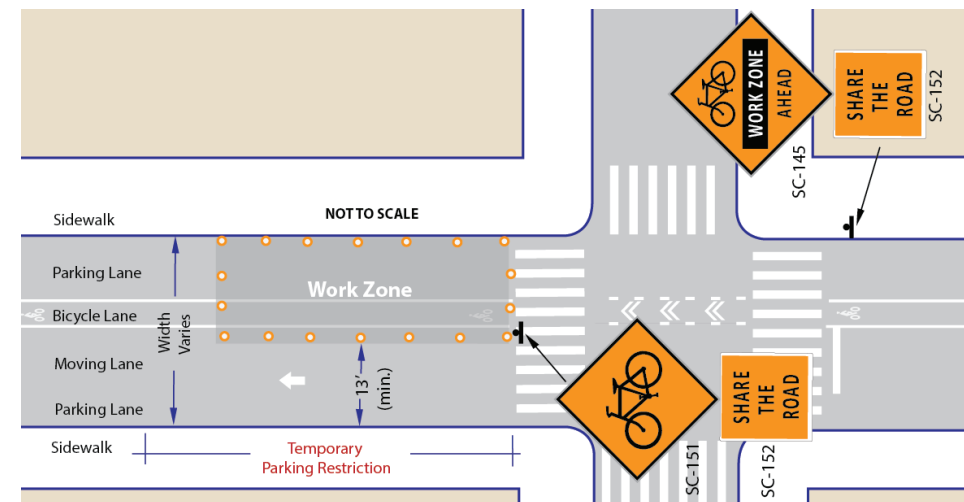 WORK ZONE
AHEAD
SC-145
SHARE
THE
ROAD
SC-152
NOT TO SCALE
Sidewalk
Parking Lane
Work Zone
Bicycle Lane
Width
Varies
Moving Lane
13'
(min.)
Parking Lane
Sidewalk
Temporary
Parking Restriction
SC-151
SHARE
THE
ROAD
SC-152